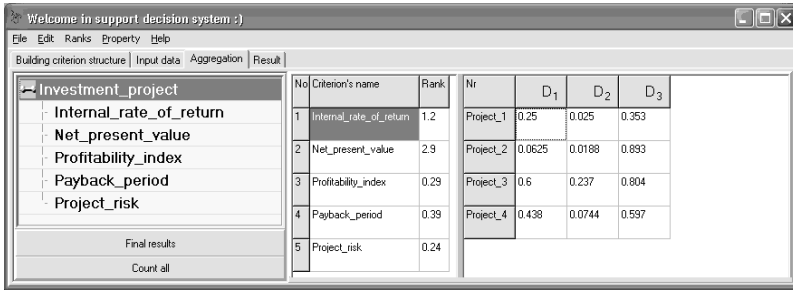 Welcome in support decision system :)
File Edit Ranks Property Help
Building criterion structure Input data Aggregation Result
Investment_project
Internal_rate_of_return
Net_present_value
Profitability_index
Payback_period
Project_risk
Final results
Count all
No Criterion's name Rank
1 Internal_rate_of_return 1.2
2 Net_present_value 2.9
3 Profitability_index 0.29
4 Payback_period 0.39
5 Project_risk 0.24
Nr D1 D2 D3
Project_1 0.25 0.025 0.353
Project_2 0.0625 0.0188 0.893
Project_3 0.6 0.237 0.804
Project_4 0.438 0.0744 0.597